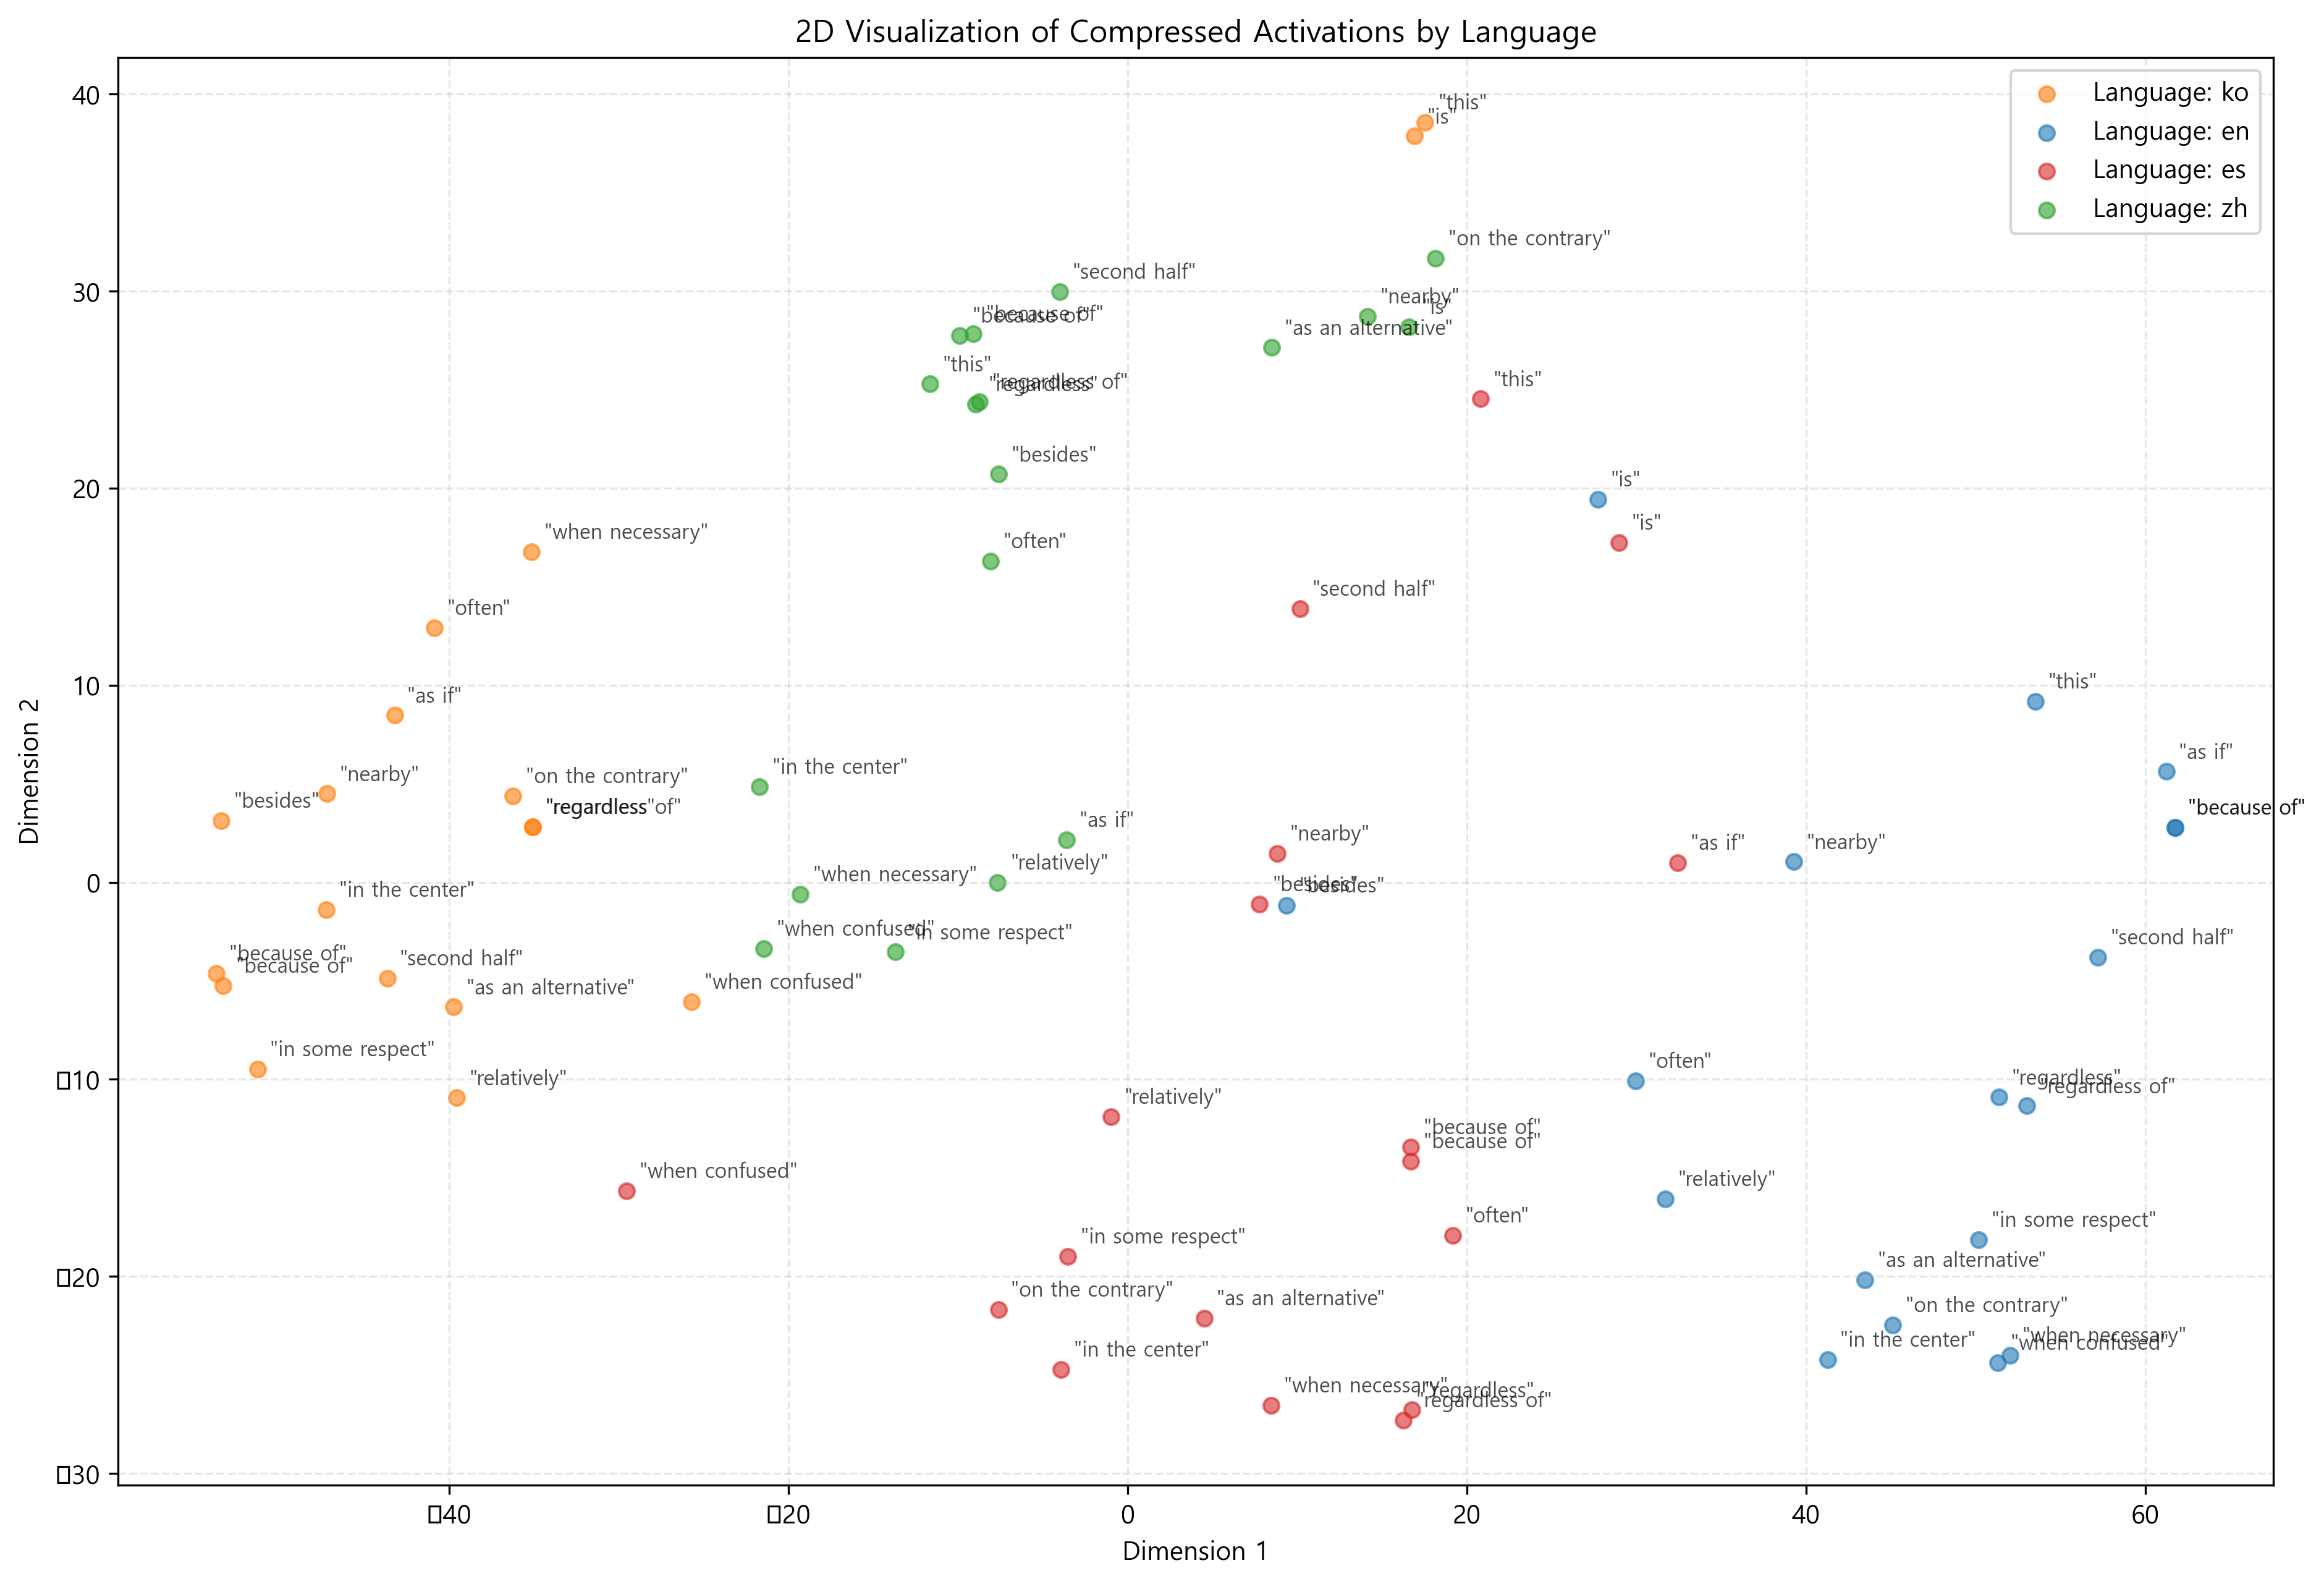 2D Visualization of Compressed Activations by Language
Language: ko
Language: en
Language: es
Language: zh
Dimension 2
40
30
20
10
0
▯10
▯20
▯30
"this"
"is"
"on the contrary"
"second half"
"nearby"
"is"
"because of"
"because of"
"as an alternative"
"this"
"regardless of"
"regardless"
"this"
"besides"
"is"
"is"
"when necessary"
"often"
"second half"
"often"
"as if"
"this"
"as if"
"nearby"
"on the contrary"
"in the center"
"besides"
"regardless"of"
"because of"
"as if"
"nearby"
"as if"
"nearby"
"relatively"
"when necessary"
"besides"
"besides"
"in the center"
"when confused"
"in some respect"
"second half"
"because of"
"because of"
"second half"
"as an alternative"
"when confused"
"in some respect"
"relatively"
"often"
"regardless"
"regardless of"
"relatively"
"because of"
"because of"
"when confused"
"relatively"
"often"
"in some respect"
"in some respect"
"as an alternative"
"on the contrary"
"as an alternative"
"on the contrary"
"in the center"
"when necessary"
"when confused"
"in the center"
"when necessary"
"regardless"
"regardless of"
▯40
▯20
0
20
40
60
Dimension 1